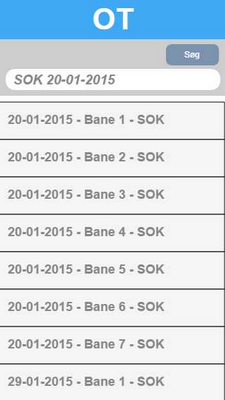 OT
Søg
SOK 20-01-2015
20-01-2015 - Bane 1 - SOK
20-01-2015 - Bane 2 - SOK
20-01-2015 - Bane 3 - SOK
20-01-2015 - Bane 4 - SOK
20-01-2015 - Bane 5 - SOK
20-01-2015 - Bane 6 - SOK
20-01-2015 - Bane 7 - SOK
29-01-2015 - Bane 1 - SOK